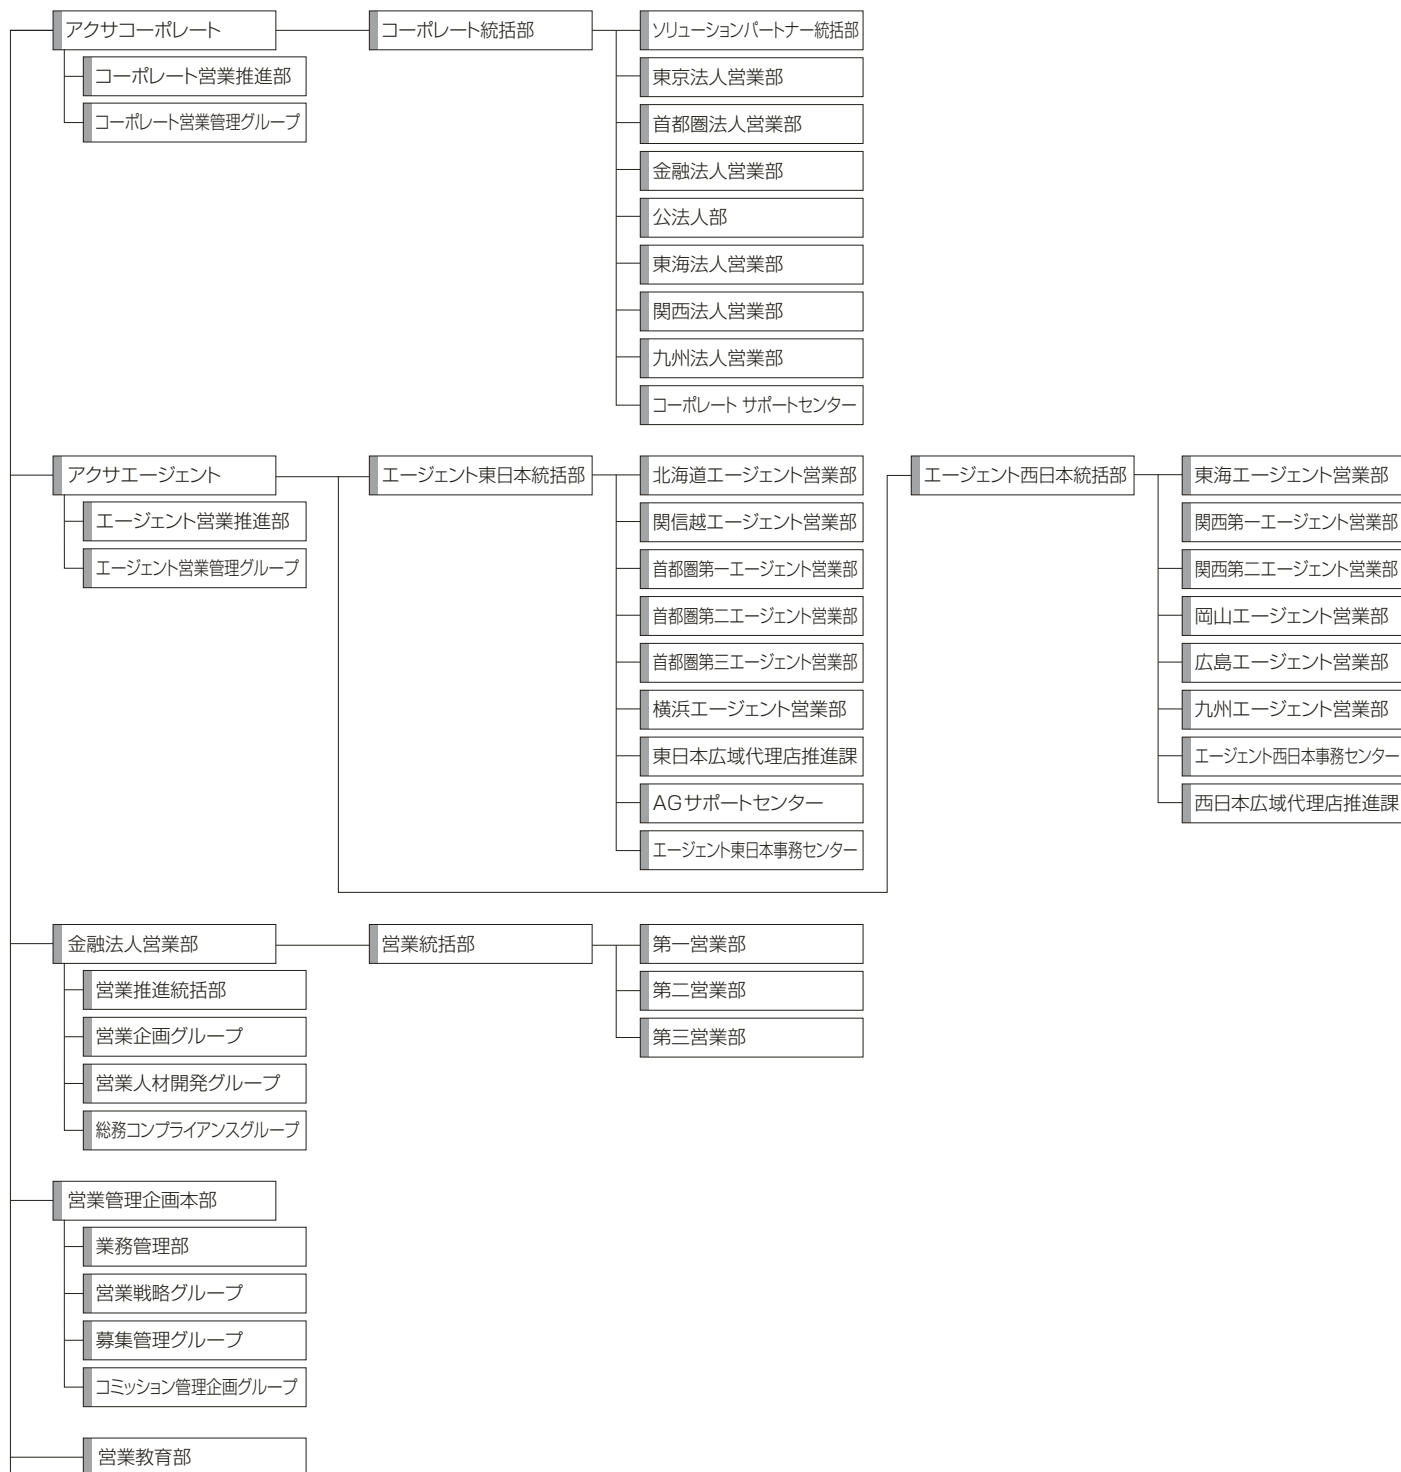 アクサコーポレート
コーポレート営業推進部
コーポレート営業管理グループ
コーポレート統括部
ソリューションパートナー統括部
東京法人営業部
首都圏法人営業部
金融法人営業部
公法人部
東海法人営業部
関西法人営業部
九州法人営業部
コーポレート サポートセンター
アクサエージェント
エージェント営業推進部
エージェント営業管理グループ
エージェント東日本統括部
北海道エージェント営業部
関信越エージェント営業部
首都圏第一エージェント営業部
首都圏第二エージェント営業部
首都圏第三エージェント営業部
横浜エージェント営業部
東日本広域代理店推進課
AGサポートセンター
エージェント東日本事務センター
エージェント西日本統括部
東海エージェント営業部
関西第一エージェント営業部
関西第二エージェント営業部
岡山エージェント営業部
広島エージェント営業部
九州エージェント営業部
エージェント西日本事務センター
西日本広域代理店推進課
金融法人営業部
営業推進統括部
営業企画グループ
営業人材開発グループ
総務コンプライアンスグループ
営業統括部
第一営業部
第二営業部
第三営業部
営業管理企画本部
業務管理部
営業戦略グループ
募集管理グループ
コミッション管理企画グループ
営業教育部